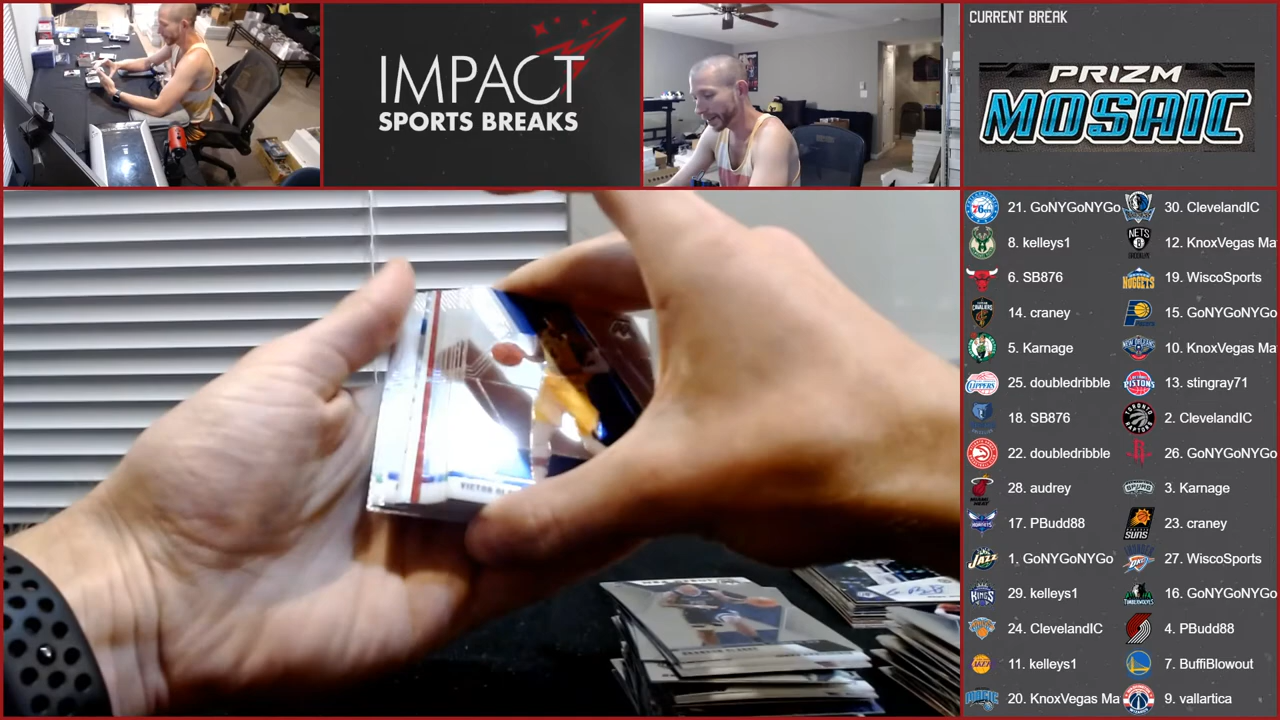 IMPACT
SPORTS BREAKS
CURRENT BREAK
PRIZM
MOSAIC
21. GoNYGoNYGo
30. ClevelandIC
8. kelleys1
12. KnoxVegas Ma
6. SB876
19. WiscoSports
14. craney
15. GoNYGoNYGo
5. Karnage
10. KnoxVegas Ma
25. doubledribble
13. stingray71
18. SB876
2. ClevelandIC
22. doubledribble
26. GoNYGoNYGo
28. audrey
3. Karnage
17. PBudd88
23. craney
1. GoNYGoNYGo
27. WiscoSports
29. kelleys1
16. GoNYGoNYGo
24. ClevelandIC
4. PBudd88
11. kelleys1
7. BuffiBlowout
20. KnoxVegas Ma
9. vallartica
VICTOR